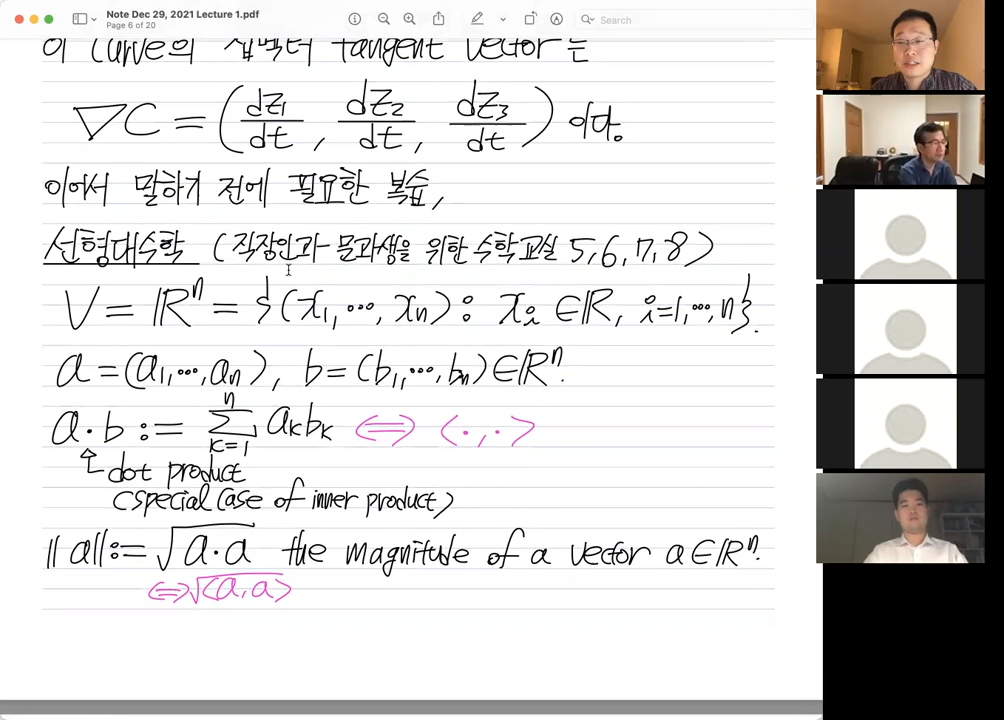 Note Dec 29, 2021 Lecture 1.pdf
Page 6 of 20
Search
이 Curve의 접벡터 tangent vector는
∇C = (dz₁/dt, dz₂/dt, dz₃/dt) 이다.
이어서 말하기 전에 필요한 복습,
선형대수학 (직장인과 문과생을 위한 수학교실 5,6,7,8)
V = ℝⁿ = {(x₁,⋯,xₙ) : xᵢ ∈ ℝ, i=1,⋯,n}.
a = (a₁,⋯,aₙ), b = (b₁,⋯,bₙ) ∈ ℝⁿ.
a · b := ∑ₖ₌₁ⁿ aₖbₖ ⟺ ⟨·,·⟩
dot product
(special case of inner product)
‖a‖ := √(a·a) the magnitude of a vector a∈ℝⁿ.
⟺ √⟨a,a⟩